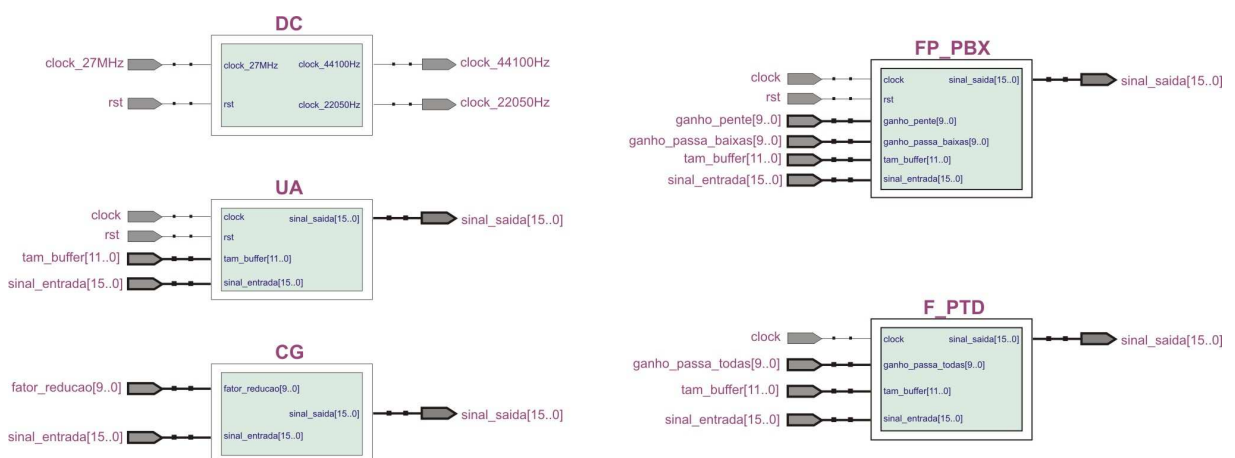 DC
clock_27MHz
rst
clock_27MHz clock_44100Hz
rst clock_22050Hz
clock_44100Hz
clock_22050Hz
UA
clock
rst
tam_buffer[11..0]
sinal_entrada[15..0]
clock sinal_saida[15..0]
rst
tam_buffer[11..0]
sinal_entrada[15..0]
sinal_saida[15..0]
CG
fator_reducao[9..0]
sinal_entrada[15..0]
fator_reducao[9..0]
sinal_saida[15..0]
sinal_entrada[15..0]
sinal_saida[15..0]
FP_PBX
clock
rst
ganho_pente[9..0]
ganho_passa_baixas[9..0]
tam_buffer[11..0]
sinal_entrada[15..0]
clock sinal_saida[15..0]
rst
ganho_pente[9..0]
ganho_passa_baixas[9..0]
tam_buffer[11..0]
sinal_entrada[15..0]
sinal_saida[15..0]
F_PTD
clock
ganho_passa_todas[9..0]
tam_buffer[11..0]
sinal_entrada[15..0]
clock sinal_saida[15..0]
ganho_passa_todas[9..0]
tam_buffer[11..0]
sinal_entrada[15..0]
sinal_saida[15..0]